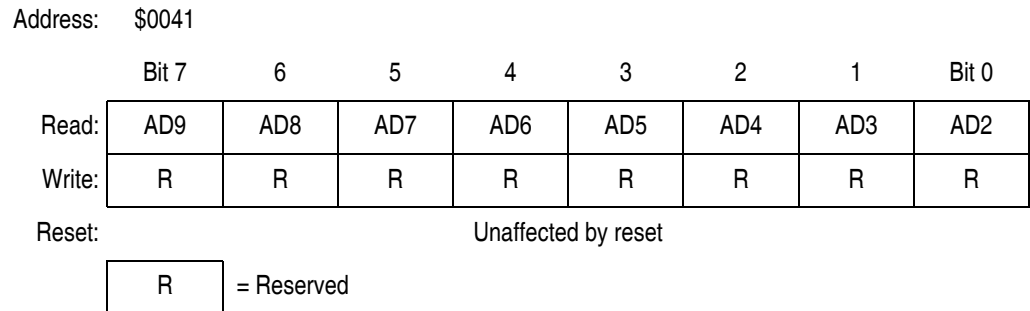 Address: $0041
Bit 7 6 5 4 3 2 1 Bit 0
Read: AD9 AD8 AD7 AD6 AD5 AD4 AD3 AD2
Write: R R R R R R R R
Reset: Unaffected by reset
R = Reserved